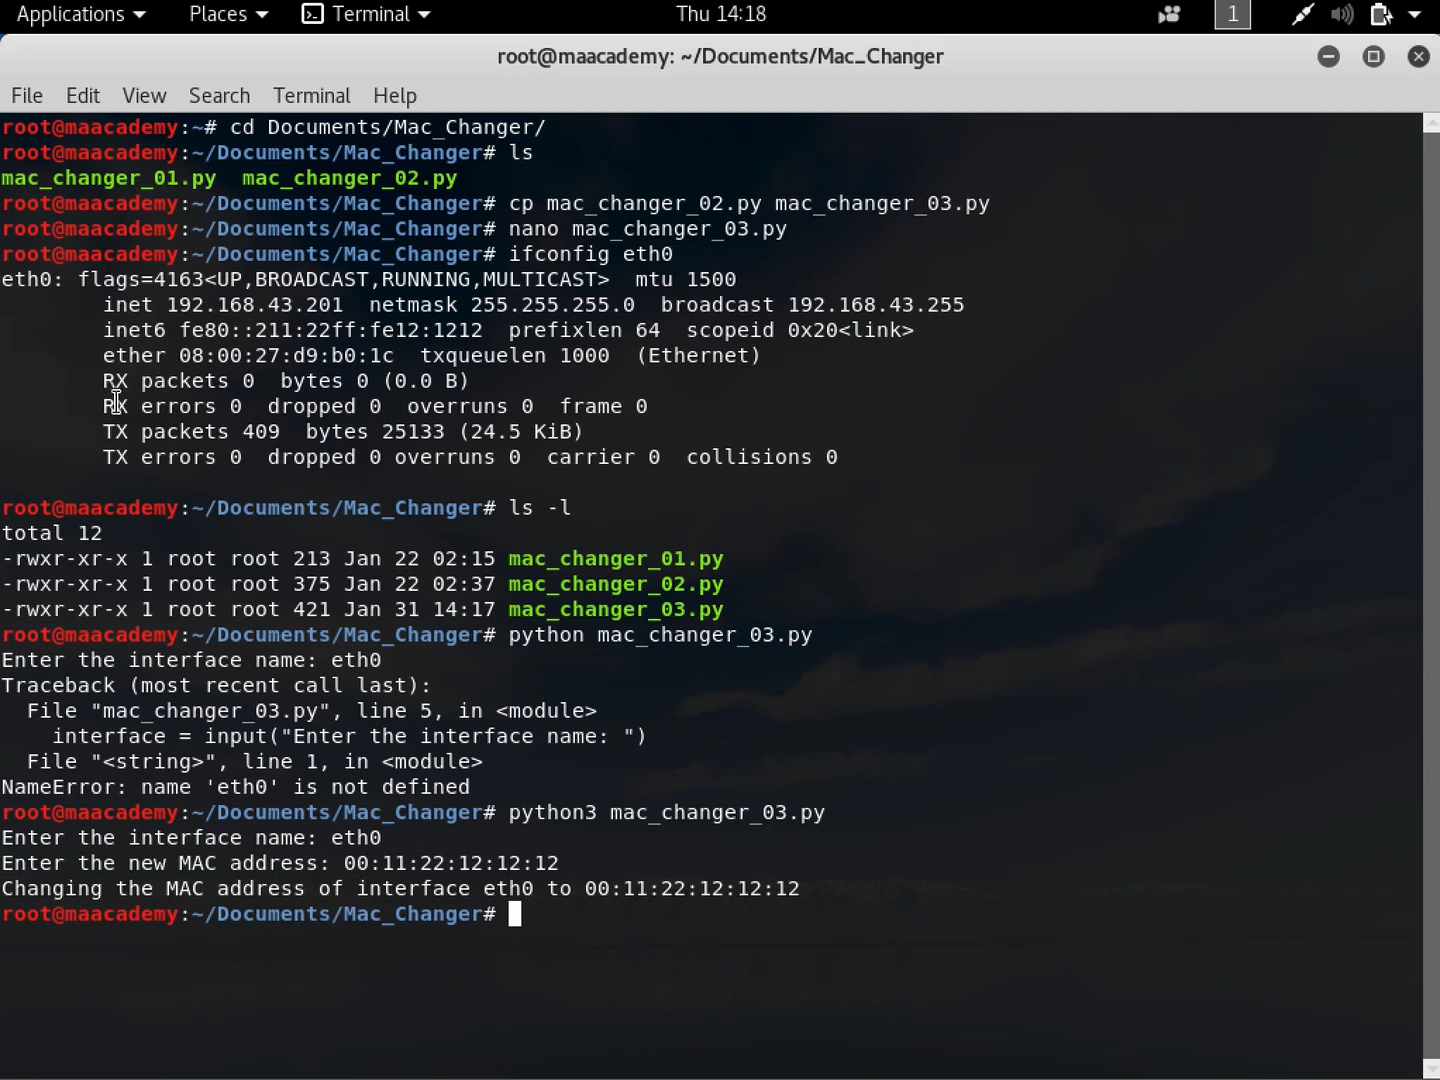 Applications Places Terminal Thu 14:18 1
root@maacademy: ~/Documents/Mac_Changer
File Edit View Search Terminal Help
root@maacademy:~# cd Documents/Mac_Changer/
root@maacademy:~/Documents/Mac_Changer# ls
mac_changer_01.py  mac_changer_02.py
root@maacademy:~/Documents/Mac_Changer# cp mac_changer_02.py mac_changer_03.py
root@maacademy:~/Documents/Mac_Changer# nano mac_changer_03.py
root@maacademy:~/Documents/Mac_Changer# ifconfig eth0
eth0: flags=4163<UP,BROADCAST,RUNNING,MULTICAST>  mtu 1500
        inet 192.168.43.201  netmask 255.255.255.0  broadcast 192.168.43.255
        inet6 fe80::211:22ff:fe12:1212  prefixlen 64  scopeid 0x20<link>
        ether 08:00:27:d9:b0:1c  txqueuelen 1000  (Ethernet)
        RX packets 0  bytes 0 (0.0 B)
        RX errors 0  dropped 0  overruns 0  frame 0
        TX packets 409  bytes 25133 (24.5 KiB)
        TX errors 0  dropped 0 overruns 0  carrier 0  collisions 0
root@maacademy:~/Documents/Mac_Changer# ls -l
total 12
-rwxr-xr-x 1 root root 213 Jan 22 02:15 mac_changer_01.py
-rwxr-xr-x 1 root root 375 Jan 22 02:37 mac_changer_02.py
-rwxr-xr-x 1 root root 421 Jan 31 14:17 mac_changer_03.py
root@maacademy:~/Documents/Mac_Changer# python mac_changer_03.py
Enter the interface name: eth0
Traceback (most recent call last):
  File "mac_changer_03.py", line 5, in <module>
    interface = input("Enter the interface name: ")
  File "<string>", line 1, in <module>
NameError: name 'eth0' is not defined
root@maacademy:~/Documents/Mac_Changer# python3 mac_changer_03.py
Enter the interface name: eth0
Enter the new MAC address: 00:11:22:12:12:12
Changing the MAC address of interface eth0 to 00:11:22:12:12:12
root@maacademy:~/Documents/Mac_Changer#